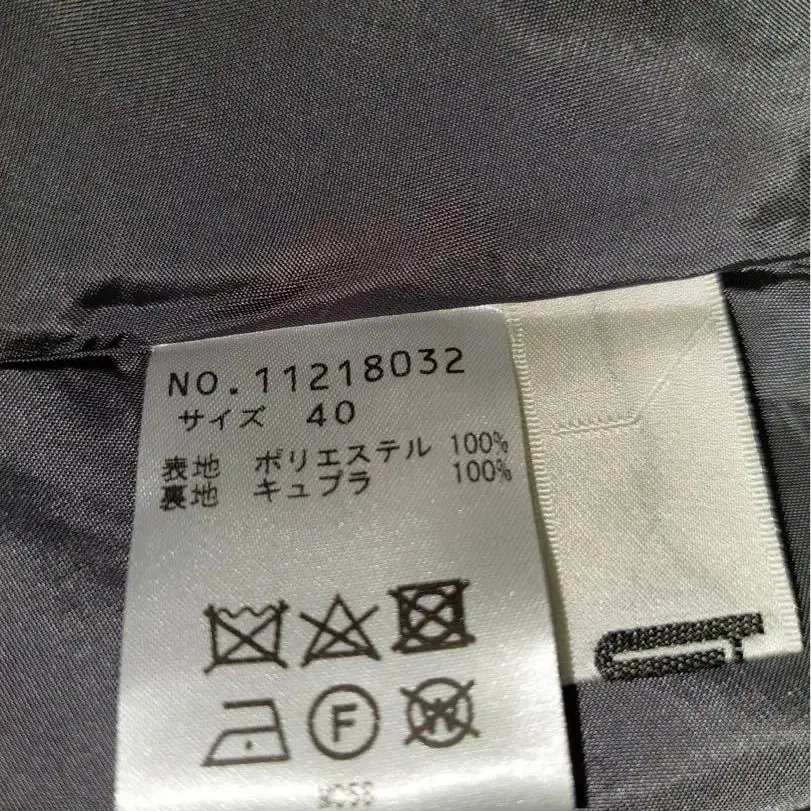 NO.11218032
サイズ 40
表地 ポリエステル 100%
裏地 キュプラ 100%
F
W